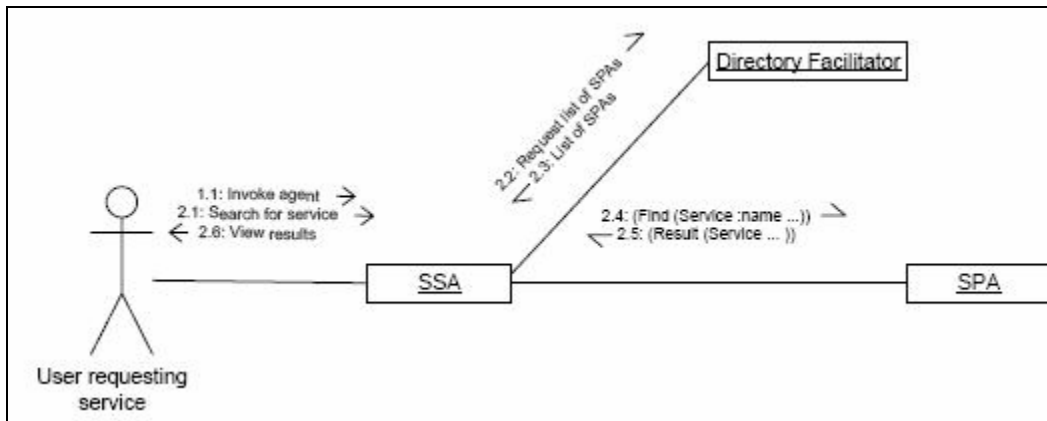 Directory Facilitator
2.2: Request list of SPAs
2.3: List of SPAs
1.1: Invoke agent
2.1: Search for service
2.6: View results
2.4: (Find (Service :name ...))
2.5: (Result (Service ... ))
SSA
SPA
User requesting
service